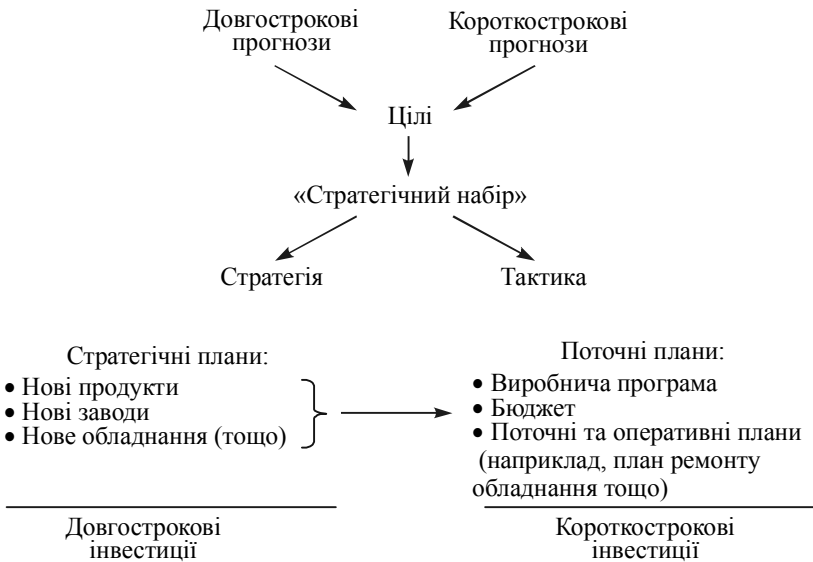 Довгострокові
прогнози
Короткострокові
прогнози
Цілі
«Стратегічний набір»
Стратегія
Тактика
Стратегічні плани:
• Нові продукти
• Нові заводи
• Нове обладнання (тощо)
Поточні плани:
• Виробнича програма
• Бюджет
• Поточні та оперативні плани
(наприклад, план ремонту
обладнання тощо)
Довгострокові
інвестиції
Короткострокові
інвестиції